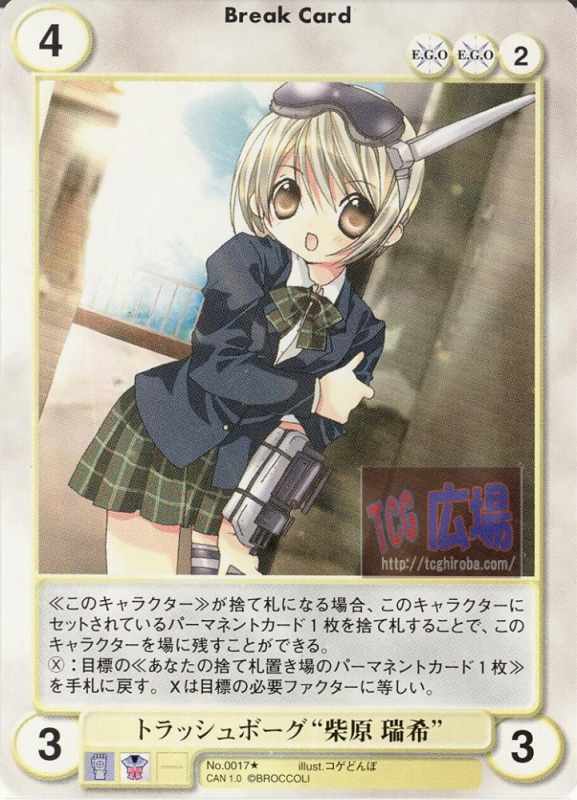 Break Card
4
E.G.O E.G.O 2
TCG 広場
http://tcghiroba.com/
≪このキャラクター≫が捨て札になる場合、このキャラクターに
セットされているパーマネントカード1枚を捨て札することで、この
キャラクターを場に残すことができる。
Ⓧ：目標の≪あなたの捨て札置き場のパーマネントカード1枚≫
を手札に戻す。Xは目標の必要ファクターに等しい。
トラッシュボーグ“柴原 瑞希”
3
3
No.0017★ illust.コゲどんぼ
CAN 1.0 ©BROCCOLI